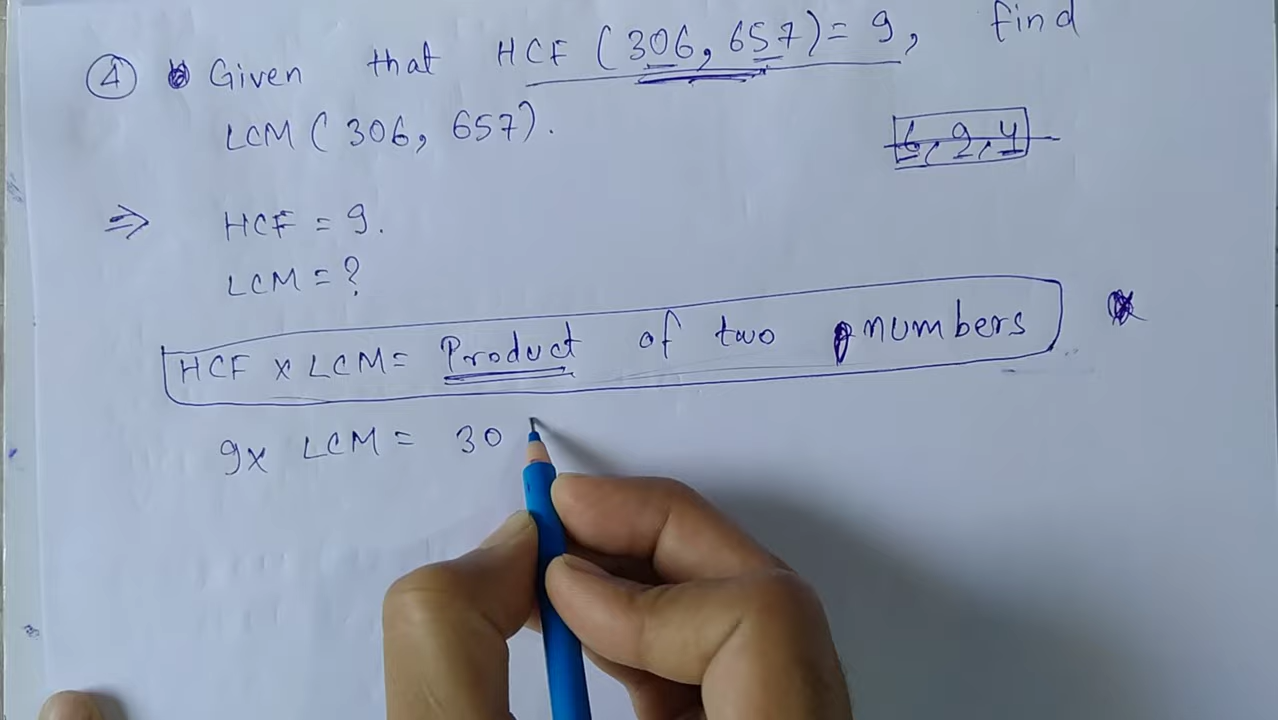 ④ Given that HCF (306, 657) = 9, find
LCM (306, 657).
6, 9, 4
⇒ HCF = 9.
LCM = ?
HCF x LCM = Product of two numbers
9x LCM = 30